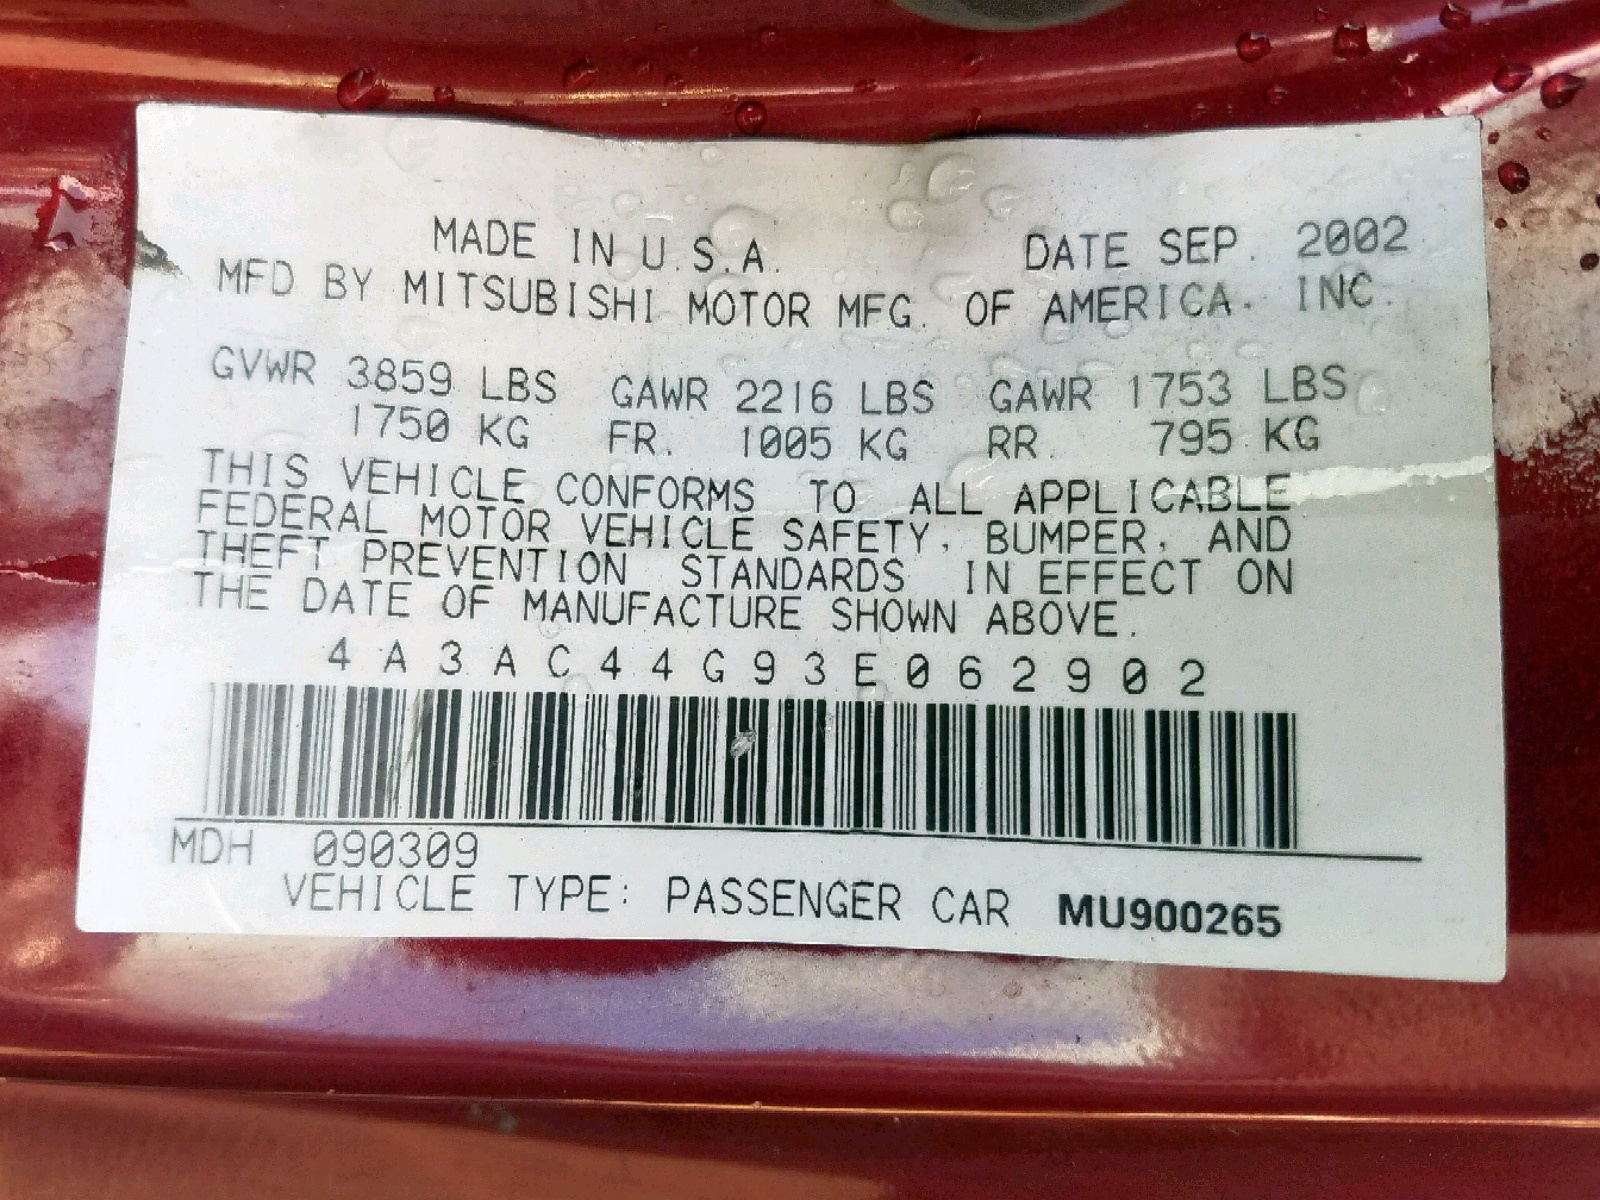 MADE IN U.S.A. DATE SEP. 2002
MFD BY MITSUBISHI MOTOR MFG. OF AMERICA. INC.
GVWR 3859 LBS GAWR 2216 LBS GAWR 1753 LBS
1750 KG FR. 1005 KG RR. 795 KG
THIS VEHICLE CONFORMS TO ALL APPLICABLE
FEDERAL MOTOR VEHICLE SAFETY, BUMPER, AND
THEFT PREVENTION STANDARDS IN EFFECT ON
THE DATE OF MANUFACTURE SHOWN ABOVE.
4A3AC44G93E062902
MDH 090309
VEHICLE TYPE: PASSENGER CAR MU900265